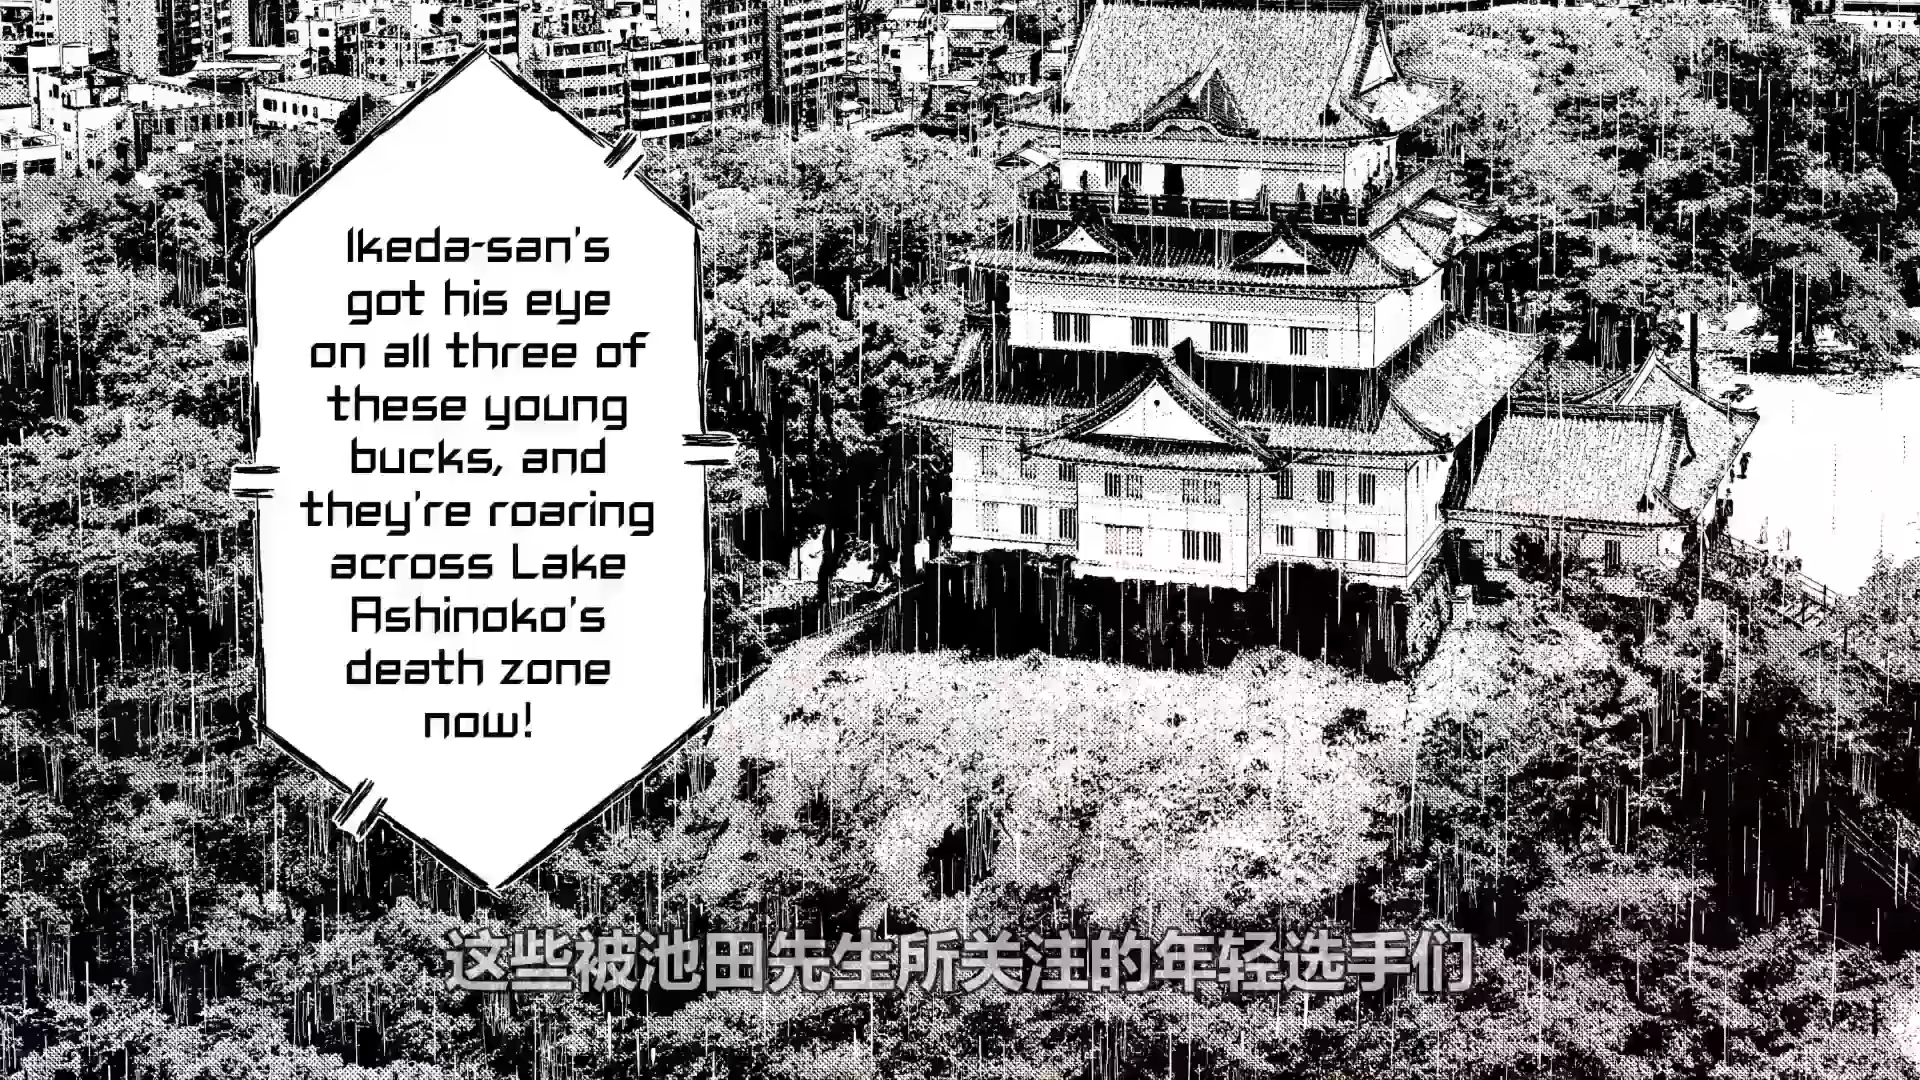 Ikeda-san's
got his eye
on all three of
these young
bucks, and
they're roaring
across Lake
Ashinoko's
death zone
now!
这些被池田先生所关注的年轻选手们